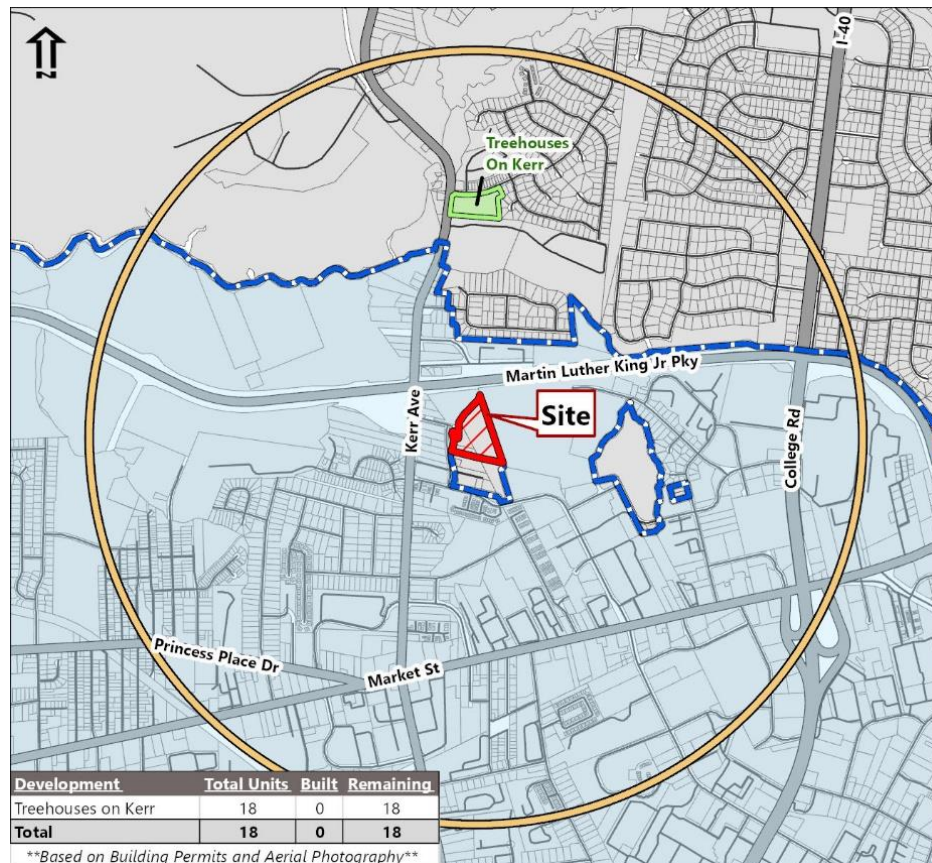 N
I-40
Treehouses
On Kerr
Martin Luther King Jr Pky
Site
Kerr Ave
College Rd
Princess Place Dr
Market St
Development Total Units Built Remaining
Treehouses on Kerr 18 0 18
Total 18 0 18
**Based on Building Permits and Aerial Photography**